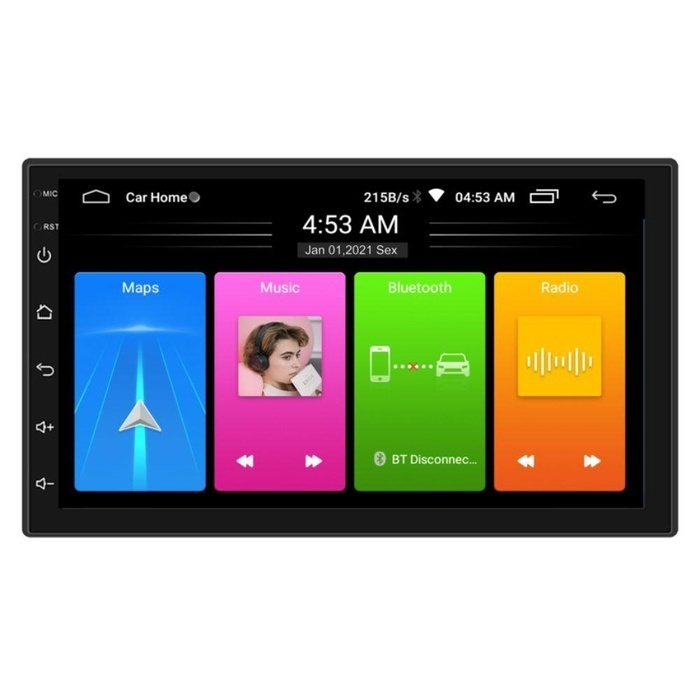 MIC
Car Home
215B/s
04:53 AM
RST
4:53 AM
Jan 01,2021 Sex
Maps
Music
Bluetooth
Radio
BT Disconnec...